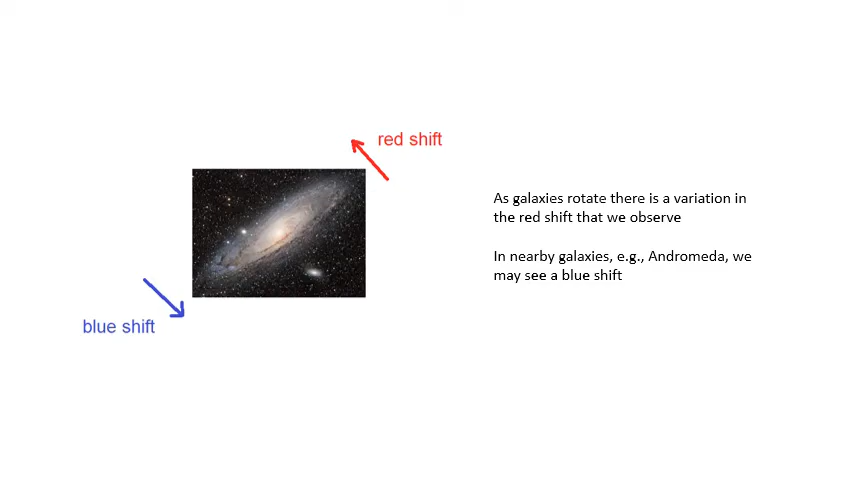 red shift
As galaxies rotate there is a variation in
the red shift that we observe
In nearby galaxies, e.g., Andromeda, we
may see a blue shift
blue shift